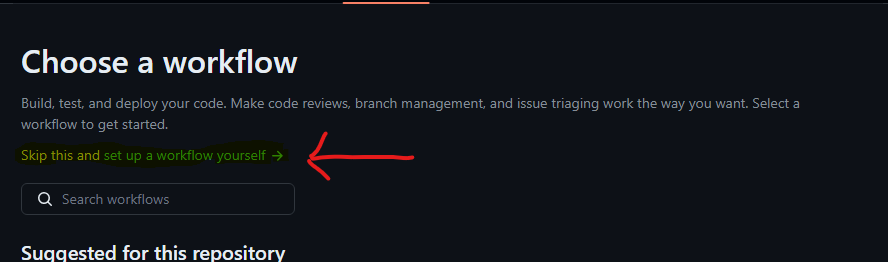 Choose a workflow
Build, test, and deploy your code. Make code reviews, branch management, and issue triaging work the way you want. Select a
workflow to get started.
Skip this and set up a workflow yourself →
Search workflows
Suggested for this repository